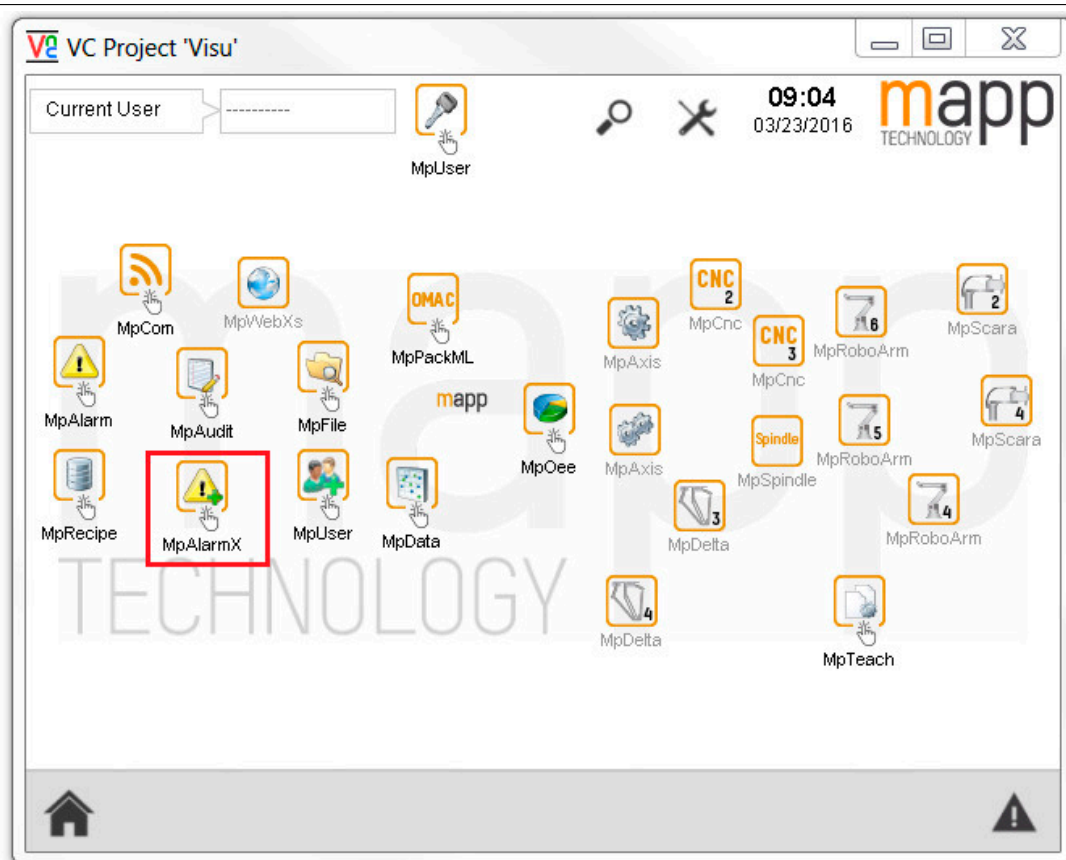 VC Project 'Visu'
Current User
----------
MpUser
09:04
03/23/2016
mapp
TECHNOLOGY
MpCom
MpWebXs
OMAC
MpPackML
MpAlarm
MpAudit
MpFile
mapp
MpOee
MpRecipe
MpAlarmX
MpUser
MpData
MpAxis
CNC
2
MpCnc
CNC
3
MpCnc
6
MpRoboArm
2
MpScara
MpAxis
Spindle
MpSpindle
5
MpRoboArm
4
MpScara
3
MpDelta
4
MpRoboArm
4
MpDelta
MpTeach
mapp
TECHNOLOGY